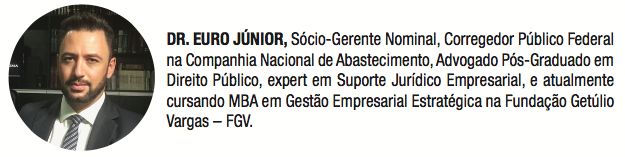 DR. EURO JÚNIOR, Sócio-Gerente Nominal, Corregedor Público Federal
na Companhia Nacional de Abastecimento, Advogado Pós-Graduado em
Direito Público, expert em Suporte Jurídico Empresarial, e atualmente
cursando MBA em Gestão Empresarial Estratégica na Fundação Getúlio
Vargas – FGV.